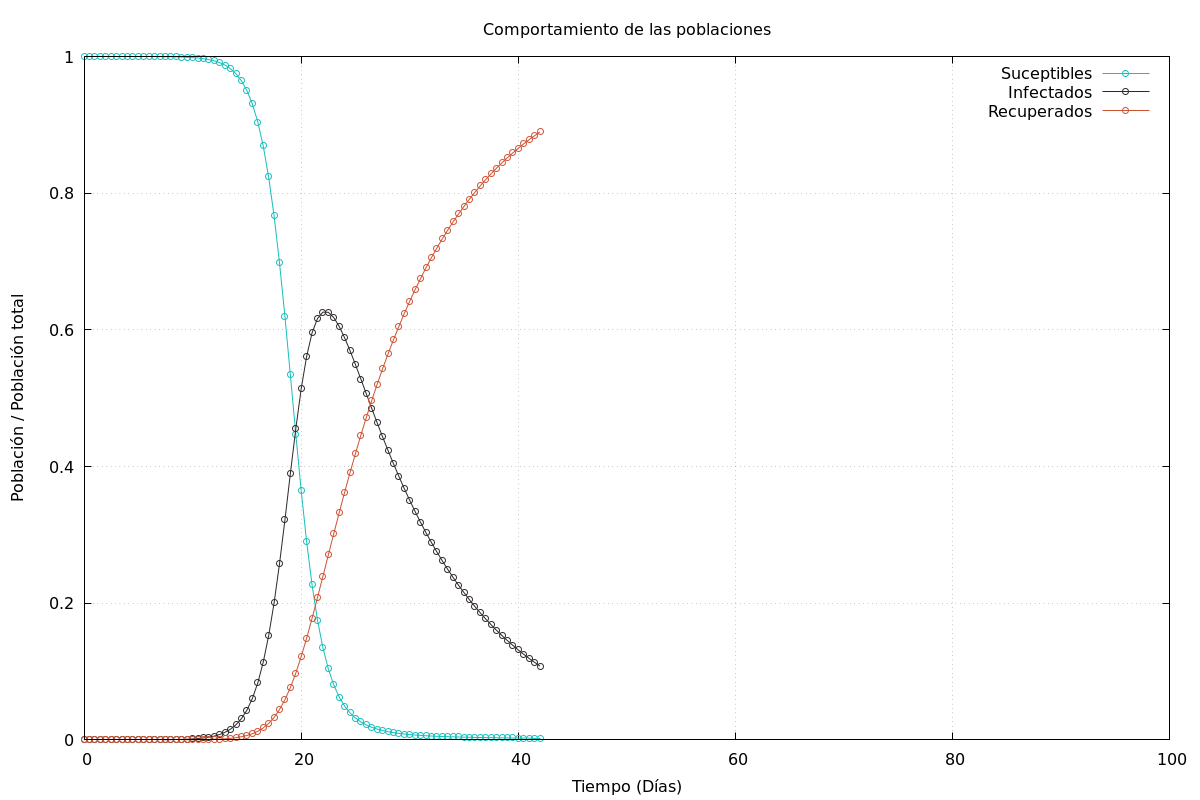 Comportamiento de las poblaciones
Suceptibles
Infectados
Recuperados
1
0.8
0.6
0.4
0.2
0
Población / Población total
0 20 40 60 80 100
Tiempo (Días)